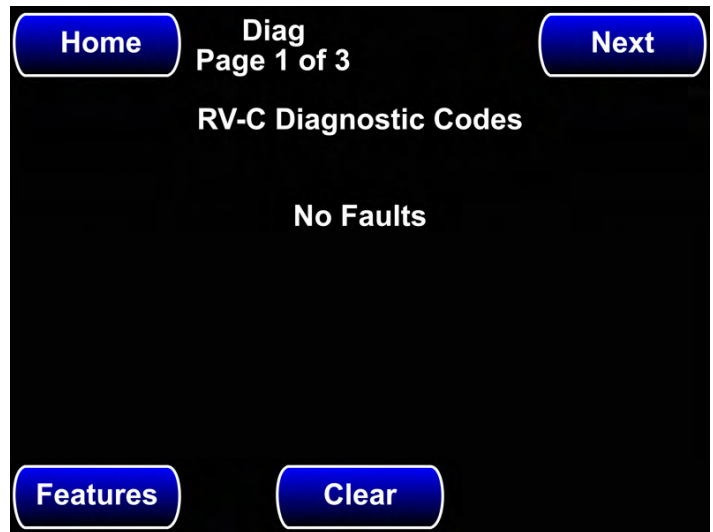 Home
Diag
Page 1 of 3
Next
RV-C Diagnostic Codes
No Faults
Features
Clear